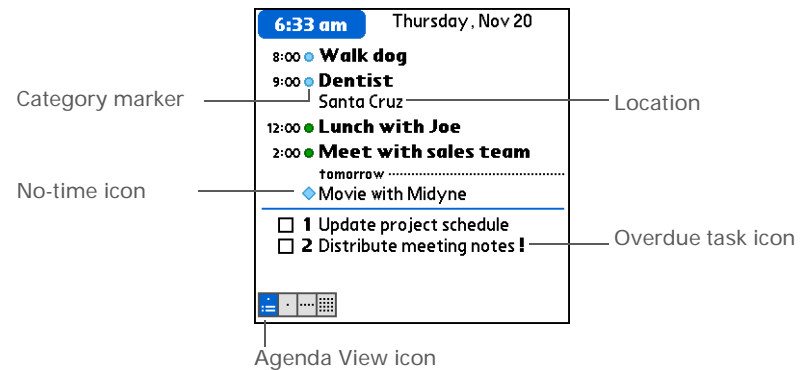 6:33 am Thursday, Nov 20
8:00 Walk dog
9:00 Dentist
Category marker
Santa Cruz
Location
12:00 Lunch with Joe
2:00 Meet with sales team
tomorrow
No-time icon
Movie with Midyne
1 Update project schedule
2 Distribute meeting notes !
Overdue task icon
Agenda View icon